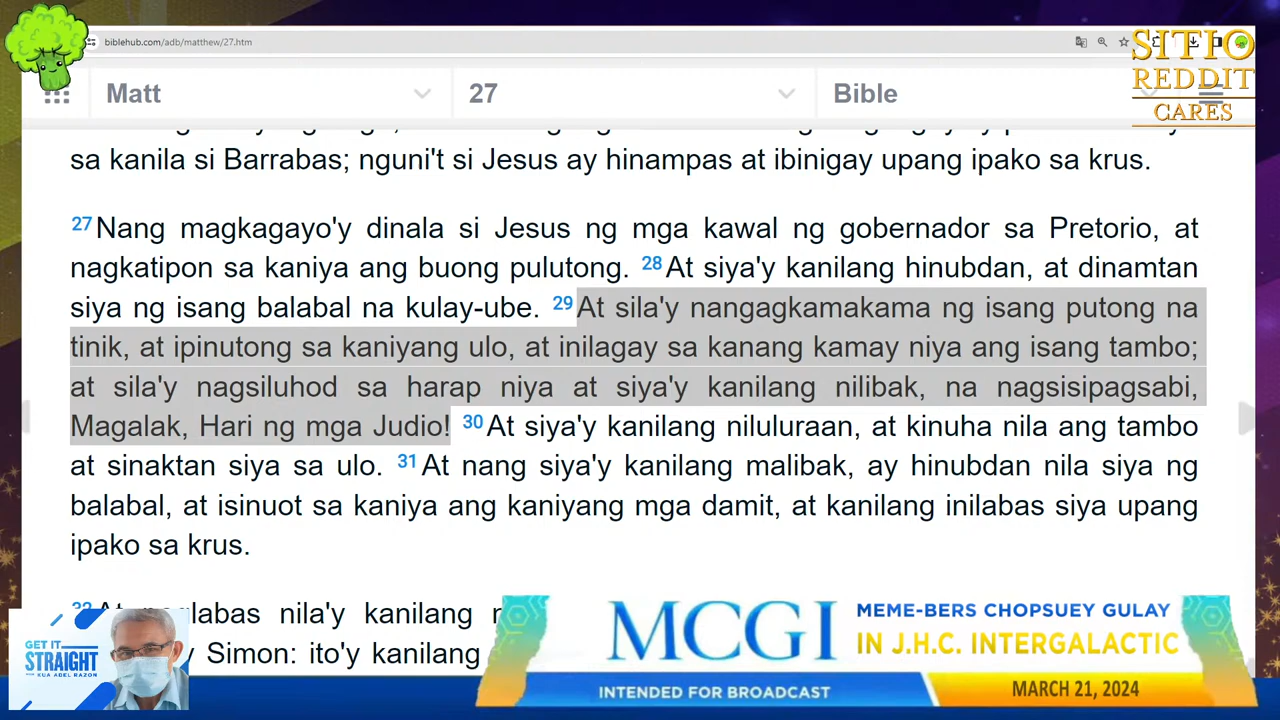 biblehub.com/adb/matthew/27.htm
SITIO
REDDIT
CARES
Matt
27
Bible
sa kanila si Barrabas; nguni't si Jesus ay hinampas at ibinigay upang ipako sa krus.
27 Nang magkagayo'y dinala si Jesus ng mga kawal ng gobernador sa Pretorio, at
nagkatipon sa kaniya ang buong pulutong. 28 At siya'y kanilang hinubdan, at dinamtan
siya ng isang balabal na kulay-ube. 29 At sila'y nangagkamakama ng isang putong na
tinik, at ipinutong sa kaniyang ulo, at inilagay sa kanang kamay niya ang isang tambo;
at sila'y nagsiluhod sa harap niya at siya'y kanilang nilibak, na nagsisipagsabi,
Magalak, Hari ng mga Judio! 30 At siya'y kanilang niluluraan, at kinuha nila ang tambo
at sinaktan siya sa ulo. 31 At nang siya'y kanilang malibak, ay hinubdan nila siya ng
balabal, at isinuot sa kaniya ang kaniyang mga damit, at kanilang inilabas siya upang
ipako sa krus.
32 At paglabas nila'y kanilang
Simon: ito'y kanilang
GET IT
STRAIGHT
KUA ADEL RAZON
MCGI
MEME-BERS CHOPSUEY GULAY
IN J.H.C. INTERGALACTIC
INTENDED FOR BROADCAST
MARCH 21, 2024